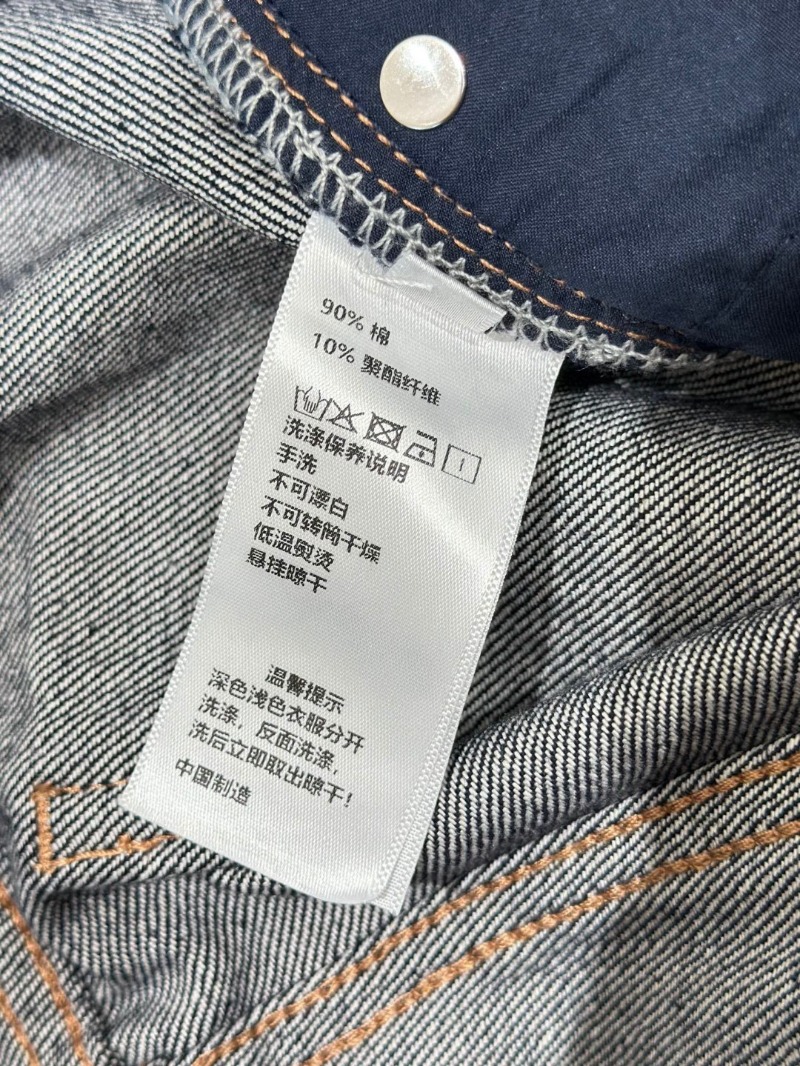 90% 棉
10% 聚酯纤维
洗涤保养说明
手洗
不可漂白
不可转筒干燥
低温熨烫
悬挂晾干
温馨提示
深色浅色衣服分开
洗涤，反面洗涤，
洗后立即取出晾干！
中国制造